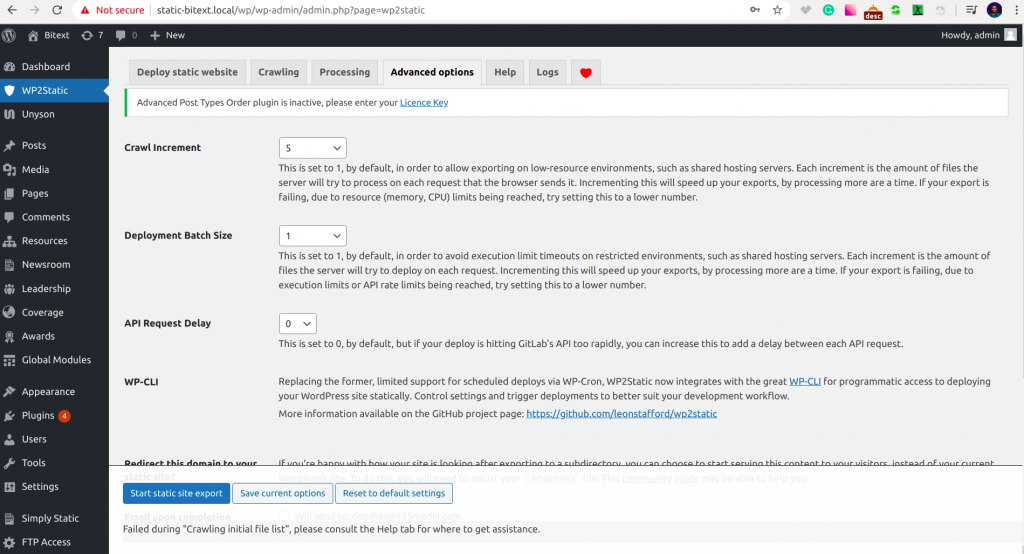 Not secure static-bitext.local/wp/wp-admin/admin.php?page=wp2static
desc
Bitext 7 0 New
Howdy, admin
Dashboard
WP2Static
Unyson
Posts
Media
Pages
Comments
Resources
Newsroom
Leadership
Coverage
Awards
Global Modules
Appearance
Plugins 4
Users
Tools
Settings
Simply Static
FTP Access
Deploy static website Crawling Processing Advanced options Help Logs
Advanced Post Types Order plugin is inactive, please enter your Licence Key
Crawl Increment
5
This is set to 1, by default, in order to allow exporting on low-resource environments, such as shared hosting servers. Each increment is the amount of files the
server will try to process on each request that the browser sends it. Incrementing this will speed up your exports, by processing more are a time. If your export is
failing, due to resource (memory, CPU) limits being reached, try setting this to a lower number.
Deployment Batch Size
1
This is set to 1, by default, in order to avoid execution limit timeouts on restricted environments, such as shared hosting servers. Each increment is the amount of
files the server will try to deploy on each request. Incrementing this will speed up your exports, by processing more are a time. If your export is failing, due to
execution limits or API rate limits being reached, try setting this to a lower number.
API Request Delay
0
This is set to 0, by default, but if your deploy is hitting GitLab's API too rapidly, you can increase this to add a delay between each API request.
WP-CLI
Replacing the former, limited support for scheduled deploys via WP-Cron, WP2Static now integrates with the great WP-CLI for programmatic access to deploying
your WordPress site statically. Control settings and trigger deployments to better suit your development workflow.
More information available on the GitHub project page: https://github.com/leonstafford/wp2static
Redirect this domain to your
static site?
If you're happy with how your site is looking after exporting to a subdirectory, you can choose to start serving this content to your visitors, instead of your current
WordPress site. To do this, you will need to adjust your .htaccess file. This community guide may be able to help you.
Start static site export Save current options Reset to default settings
Email upon completion
Will send to: don@eight25media.com
Failed during "Crawling initial file list", please consult the Help tab for where to get assistance.